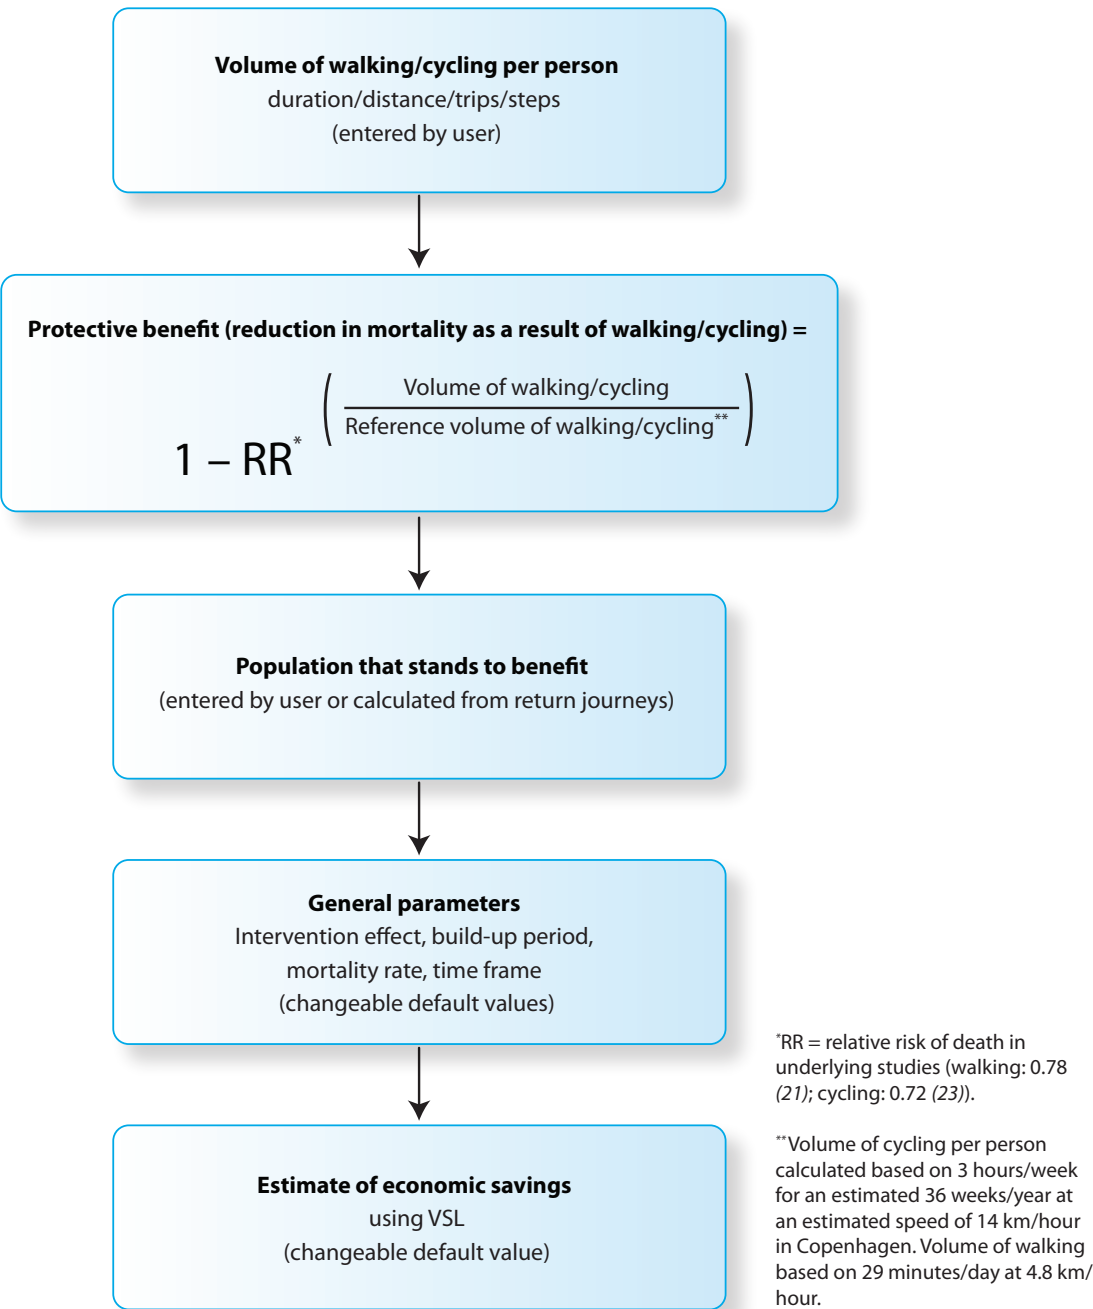 Volume of walking/cycling per person
duration/distance/trips/steps
(entered by user)
Protective benefit (reduction in mortality as a result of walking/cycling) =
Volume of walking/cycling
Reference volume of walking/cycling**
1 – RR*
Population that stands to benefit
(entered by user or calculated from return journeys)
General parameters
Intervention effect, build-up period,
mortality rate, time frame
(changeable default values)
Estimate of economic savings
using VSL
(changeable default value)
*RR = relative risk of death in
underlying studies (walking: 0.78
(21); cycling: 0.72 (23)).
**Volume of cycling per person
calculated based on 3 hours/week
for an estimated 36 weeks/year at
an estimated speed of 14 km/hour
in Copenhagen. Volume of walking
based on 29 minutes/day at 4.8 km/
hour.